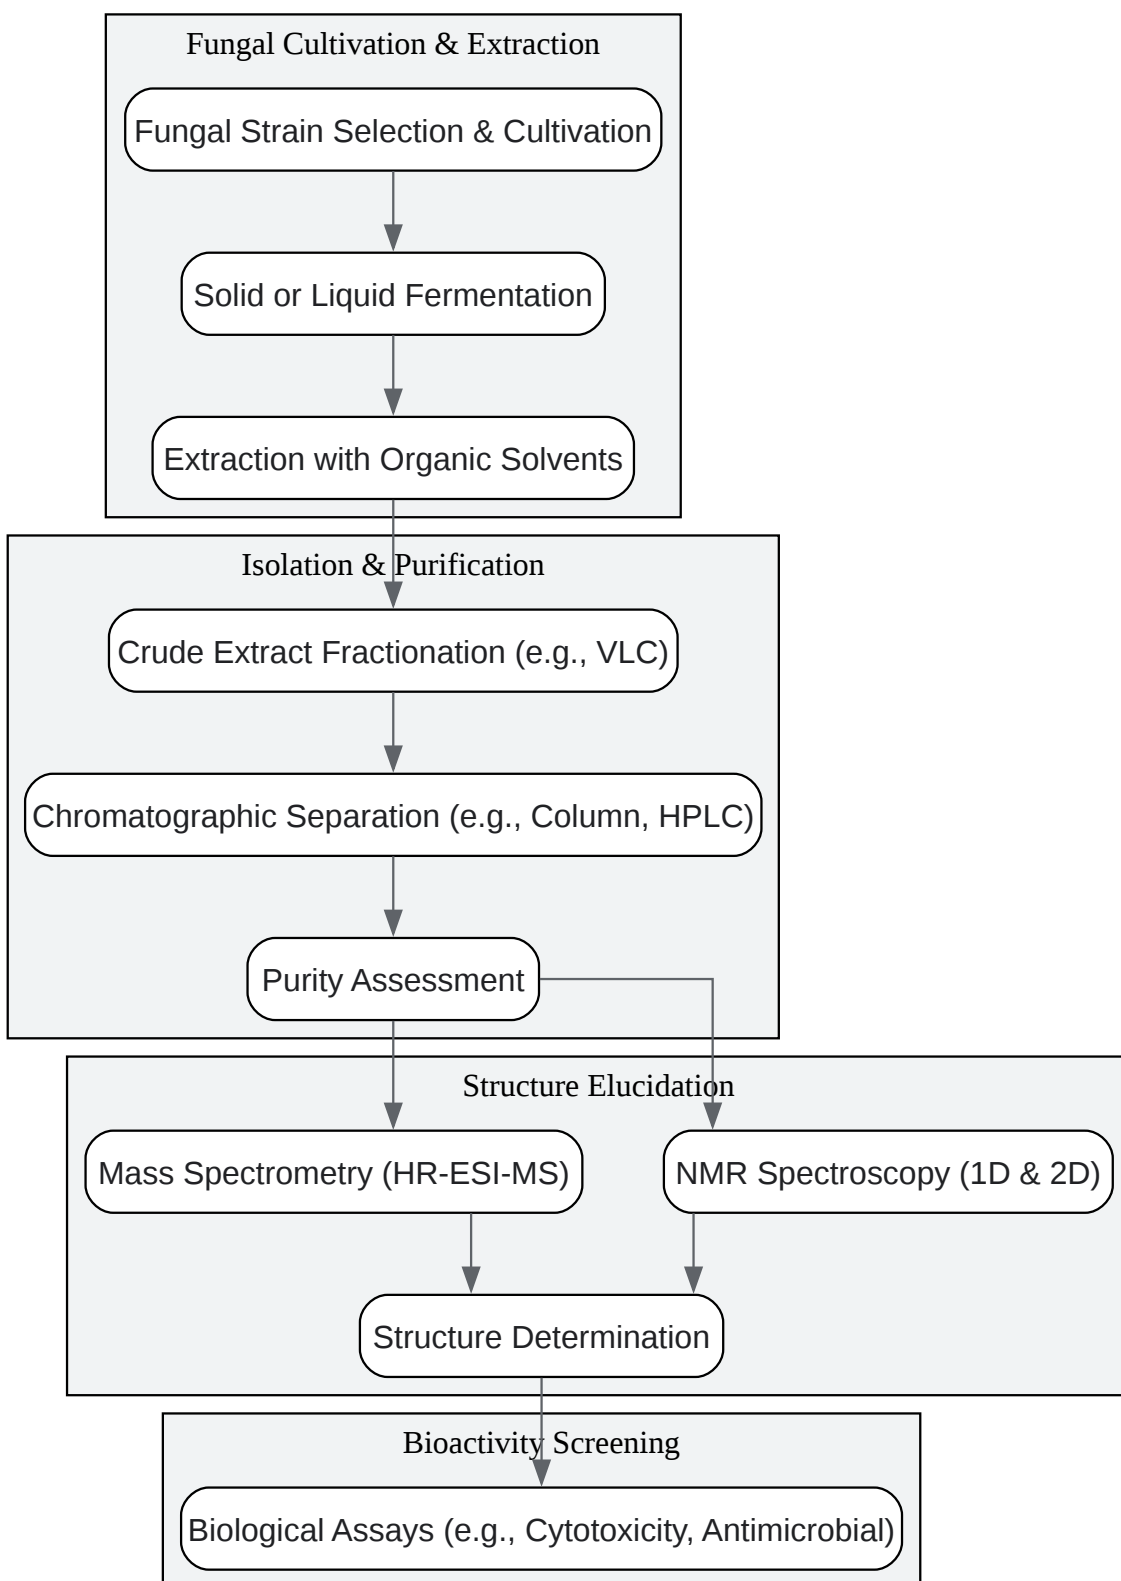 Fungal Cultivation & Extraction
Fungal Strain Selection & Cultivation
Solid or Liquid Fermentation
Extraction with Organic Solvents
Isolation & Purification
Crude Extract Fractionation (e.g., VLC)
Chromatographic Separation (e.g., Column, HPLC)
Purity Assessment
Structure Elucidation
Mass Spectrometry (HR-ESI-MS)
NMR Spectroscopy (1D & 2D)
Structure Determination
Bioactivity Screening
Biological Assays (e.g., Cytotoxicity, Antimicrobial)